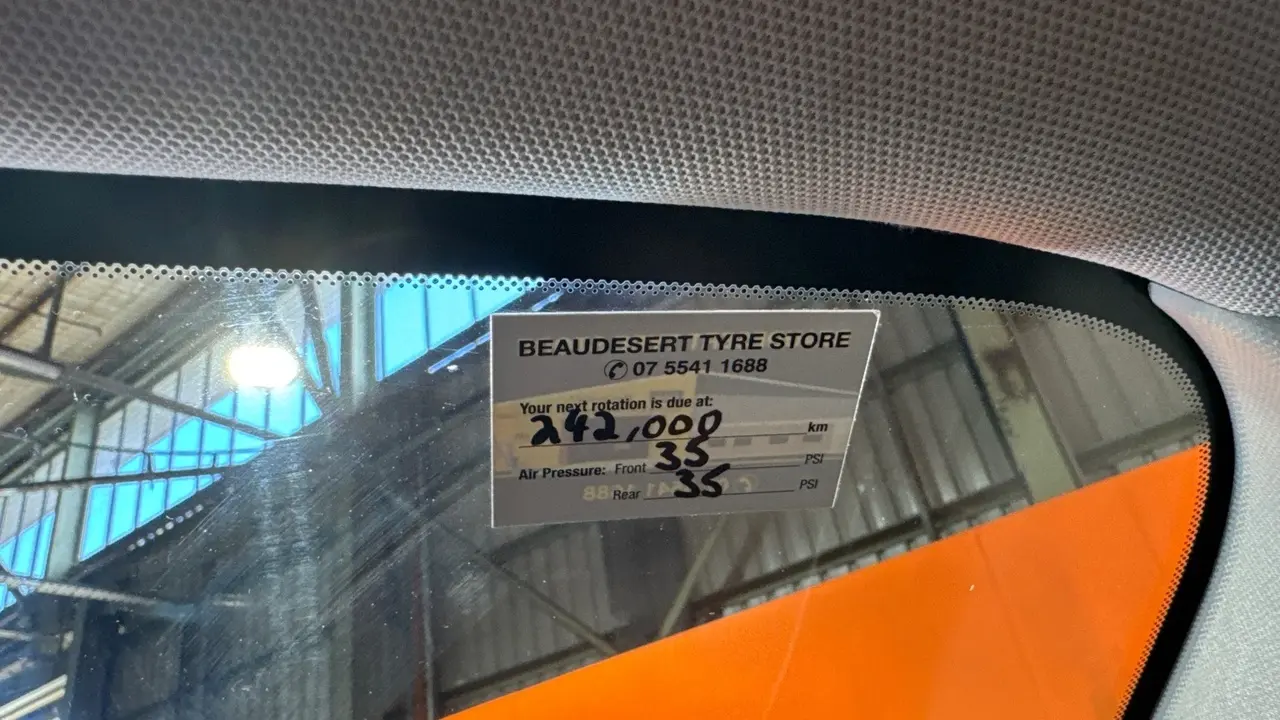 BEAUDESERT TYRE STORE
✆ 07 5541 1688
Your next rotation is due at:
242,000 km
Air Pressure: Front 35 PSI
Rear 35 PSI